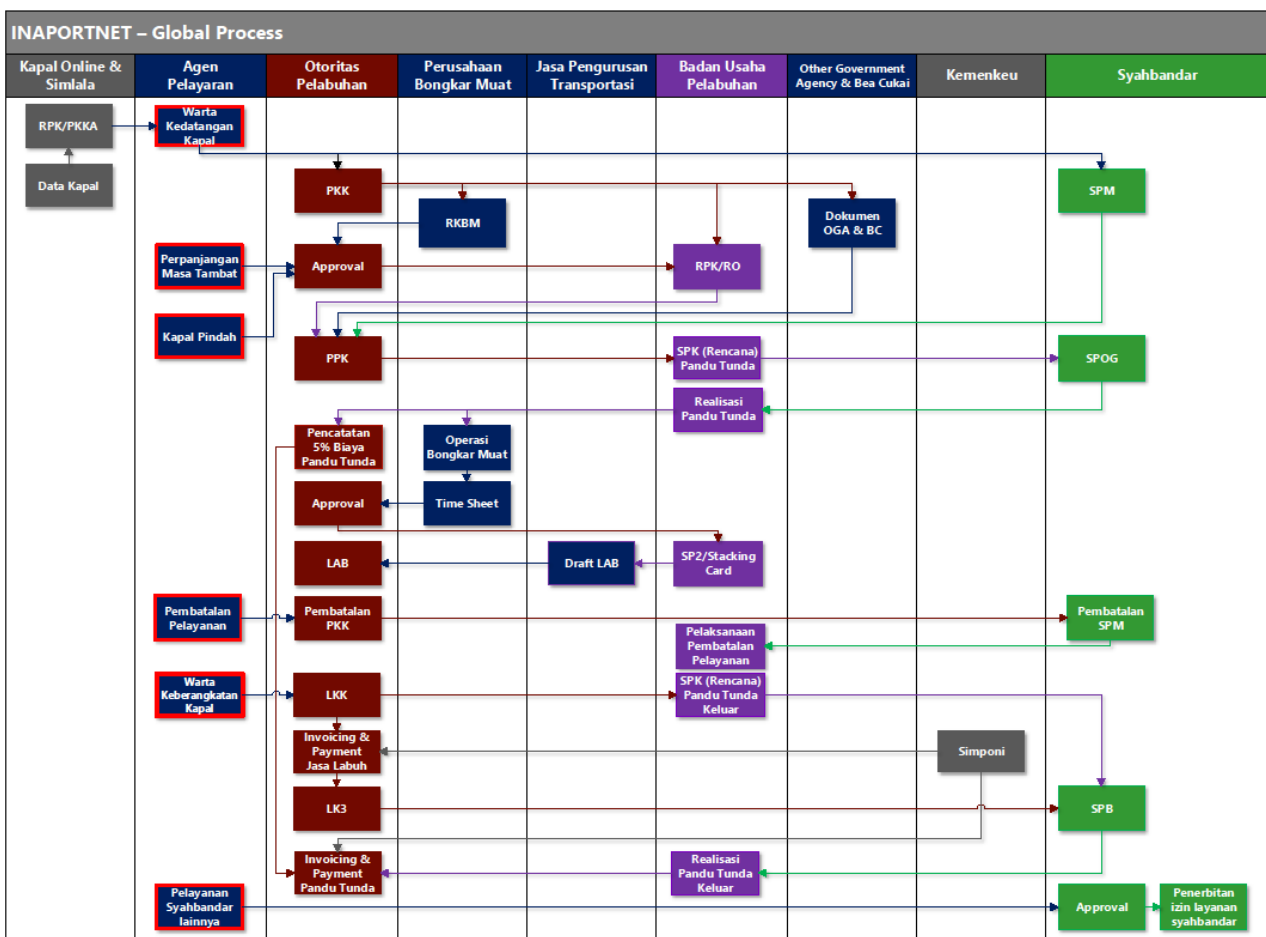 INAPORTNET – Global Process
Kapal Online &
Simlala
Agen
Pelayaran
Otoritas
Pelabuhan
Perusahaan
Bongkar Muat
Jasa Pengurusan
Transportasi
Badan Usaha
Pelabuhan
Other Government
Agency & Bea Cukai
Kemenkeu
Syahbandar
RPK/PKKA
Warta
Kedatangan
Kapal
Data Kapal
PKK
SPM
RKBM
Dokumen
OGA & BC
Perpanjangan
Masa Tambat
Approval
RPK/RO
Kapal Pindah
PPK
SPK (Rencana)
Pandu Tunda
SPOG
Realisasi
Pandu Tunda
Pencatatan
5% Biaya
Pandu Tunda
Operasi
Bongkar Muat
Approval
Time Sheet
LAB
Draft LAB
SP2/Stacking
Card
Pembatalan
Pelayanan
Pembatalan
PKK
Pembatalan
SPM
Pelaksanaan
Pembatalan
Pelayanan
Warta
Keberangkatan
Kapal
LKK
SPK (Rencana)
Pandu Tunda
Keluar
Invoicing &
Payment
Jasa Labuh
Simponi
LK3
SPB
Invoicing &
Payment
Pandu Tunda
Realisasi
Pandu Tunda
Keluar
Pelayanan
Syahbandar
lainnya
Approval
Penerbitan
izin layanan
syahbandar